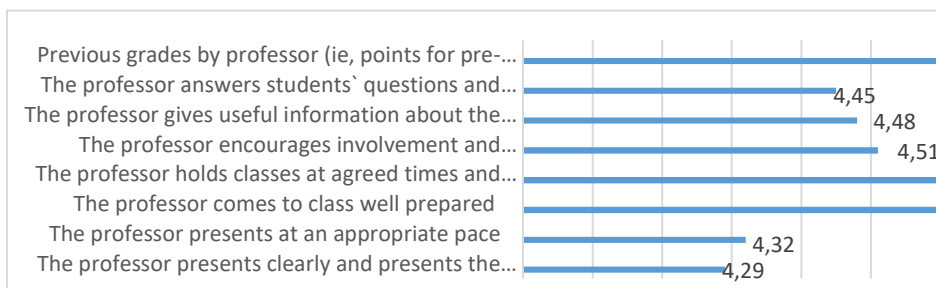 Previous grades by professor (ie, points for pre-...
The professor answers students` questions and...
4,45
The professor gives useful information about the...
4,48
The professor encourages involvement and...
4,51
The professor holds classes at agreed times and...
The professor comes to class well prepared
The professor presents at an appropriate pace
4,32
The professor presents clearly and presents the...
4,29